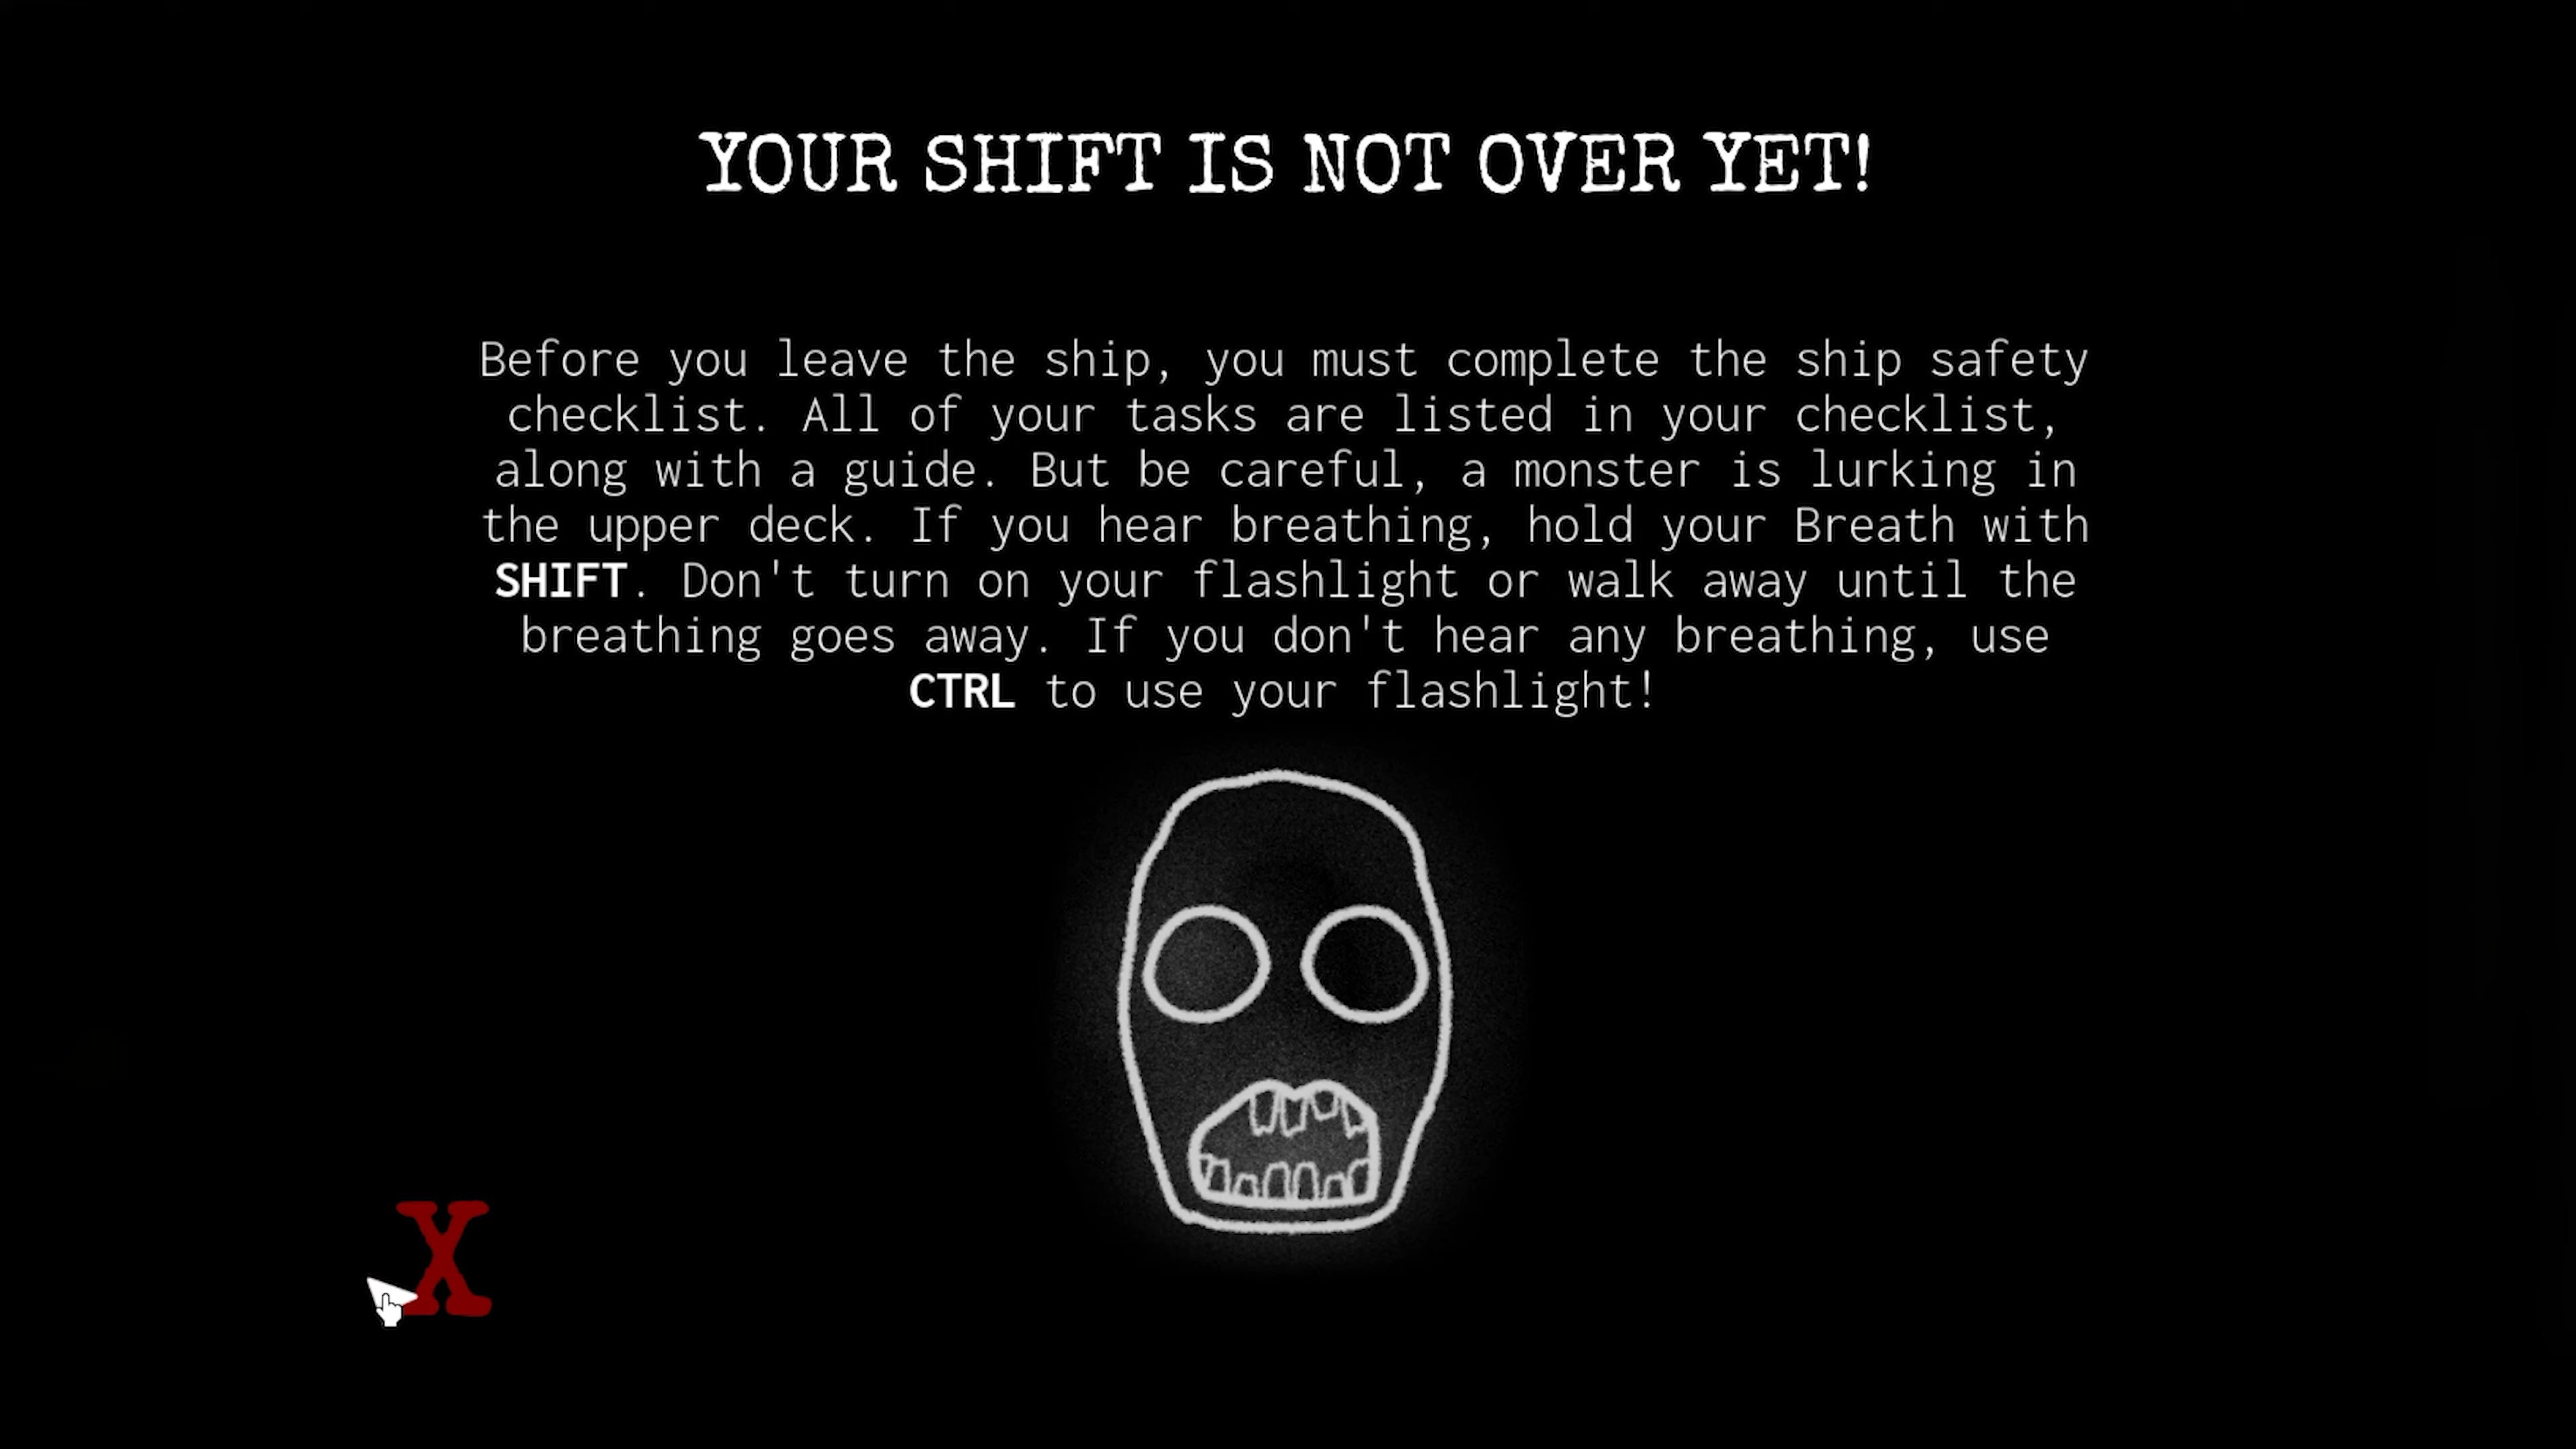 YOUR SHIFT IS NOT OVER YET!
Before you leave the ship, you must complete the ship safety
checklist. All of your tasks are listed in your checklist,
along with a guide. But be careful, a monster is lurking in
the upper deck. If you hear breathing, hold your Breath with
SHIFT. Don't turn on your flashlight or walk away until the
breathing goes away. If you don't hear any breathing, use
CTRL to use your flashlight!
X